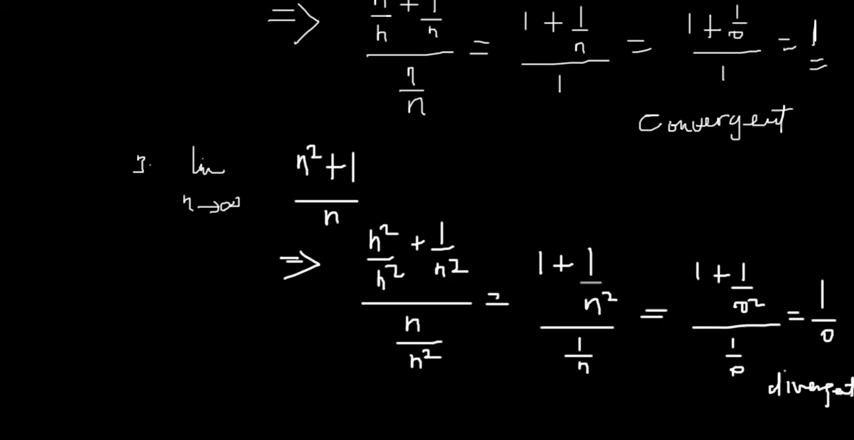 ⇒ (n/n + 1/n)/(n/n) = (1 + 1/n)/1 = (1 + 1/∞)/1 = 1
Convergent
3. lim n→∞ (n² + 1)/n
⇒ (n²/n² + 1/n²)/(n/n²) = (1 + 1/n²)/(1/n) = (1 + 1/∞²)/(1/∞) = 1/0
divergent